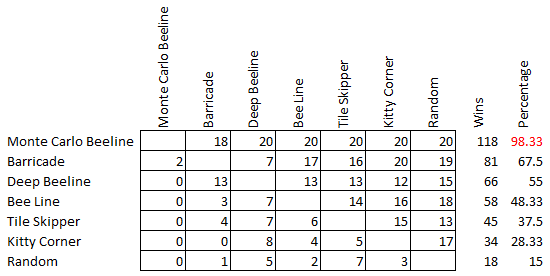 Monte Carlo Beeline Barricade Deep Beeline Bee Line Tile Skipper Kitty Corner Random Wins Percentage
Monte Carlo Beeline 18 20 20 20 20 20 118 98.33
Barricade 2 7 17 16 20 19 81 67.5
Deep Beeline 0 13 13 13 12 15 66 55
Bee Line 0 3 7 14 16 18 58 48.33
Tile Skipper 0 4 7 6 15 13 45 37.5
Kitty Corner 0 0 8 4 5 17 34 28.33
Random 0 1 5 2 7 3 18 15